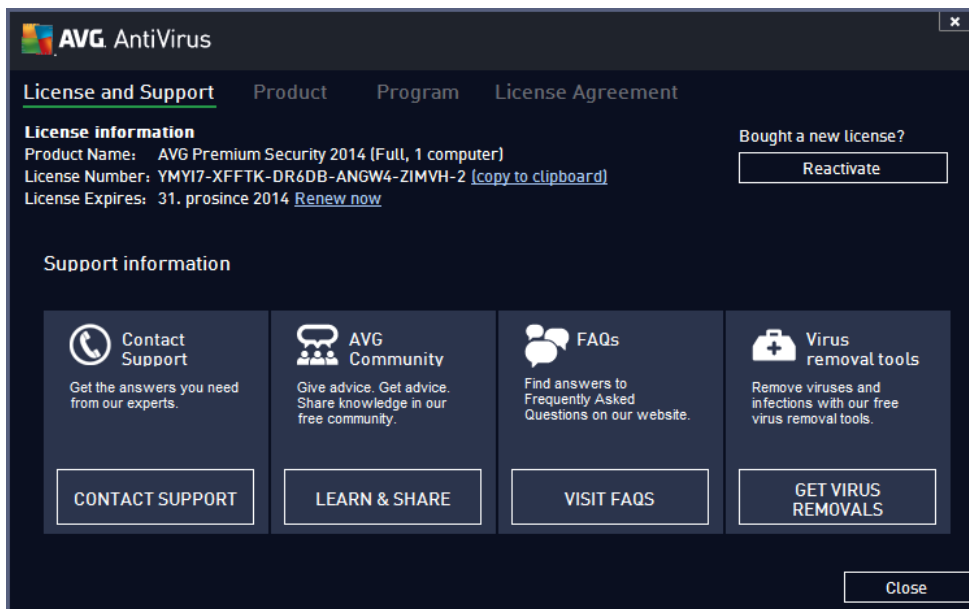 AVG. AntiVirus
License and Support Product Program License Agreement
License information
Product Name: AVG Premium Security 2014 (Full, 1 computer)
License Number: YMYI7-XFFTK-DR6DB-ANGW4-ZIMVH-2 (copy to clipboard)
License Expires: 31. prosince 2014 Renew now
Bought a new license?
Reactivate
Support information
Contact
Support
Get the answers you need
from our experts.
CONTACT SUPPORT
AVG
Community
Give advice. Get advice.
Share knowledge in our
free community.
LEARN & SHARE
FAQs
Find answers to
Frequently Asked
Questions on our website.
VISIT FAQS
Virus
removal tools
Remove viruses and
infections with our free
virus removal tools.
GET VIRUS
REMOVALS
Close